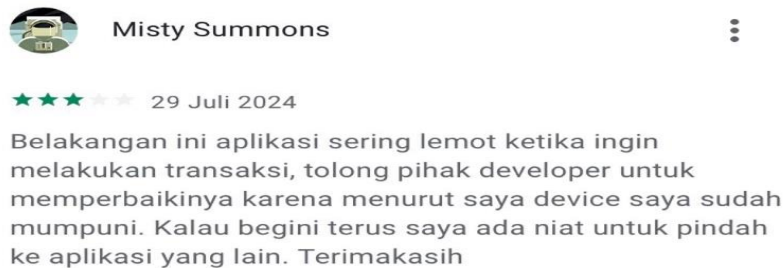 Misty Summons
29 Juli 2024
Belakangan ini aplikasi sering lemot ketika ingin
melakukan transaksi, tolong pihak developer untuk
memperbaikinya karena menurut saya device saya sudah
mumpuni. Kalau begini terus saya ada niat untuk pindah
ke aplikasi yang lain. Terimakasih